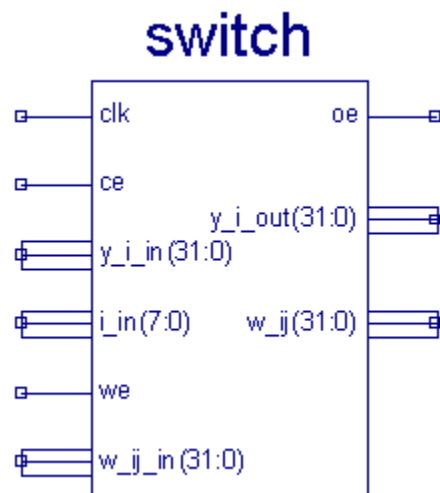 switch
clk oe
ce
y_i_out(31:0)
y_i_in(31:0)
i_in(7:0) w_ij(31:0)
we
w_ij_in(31:0)